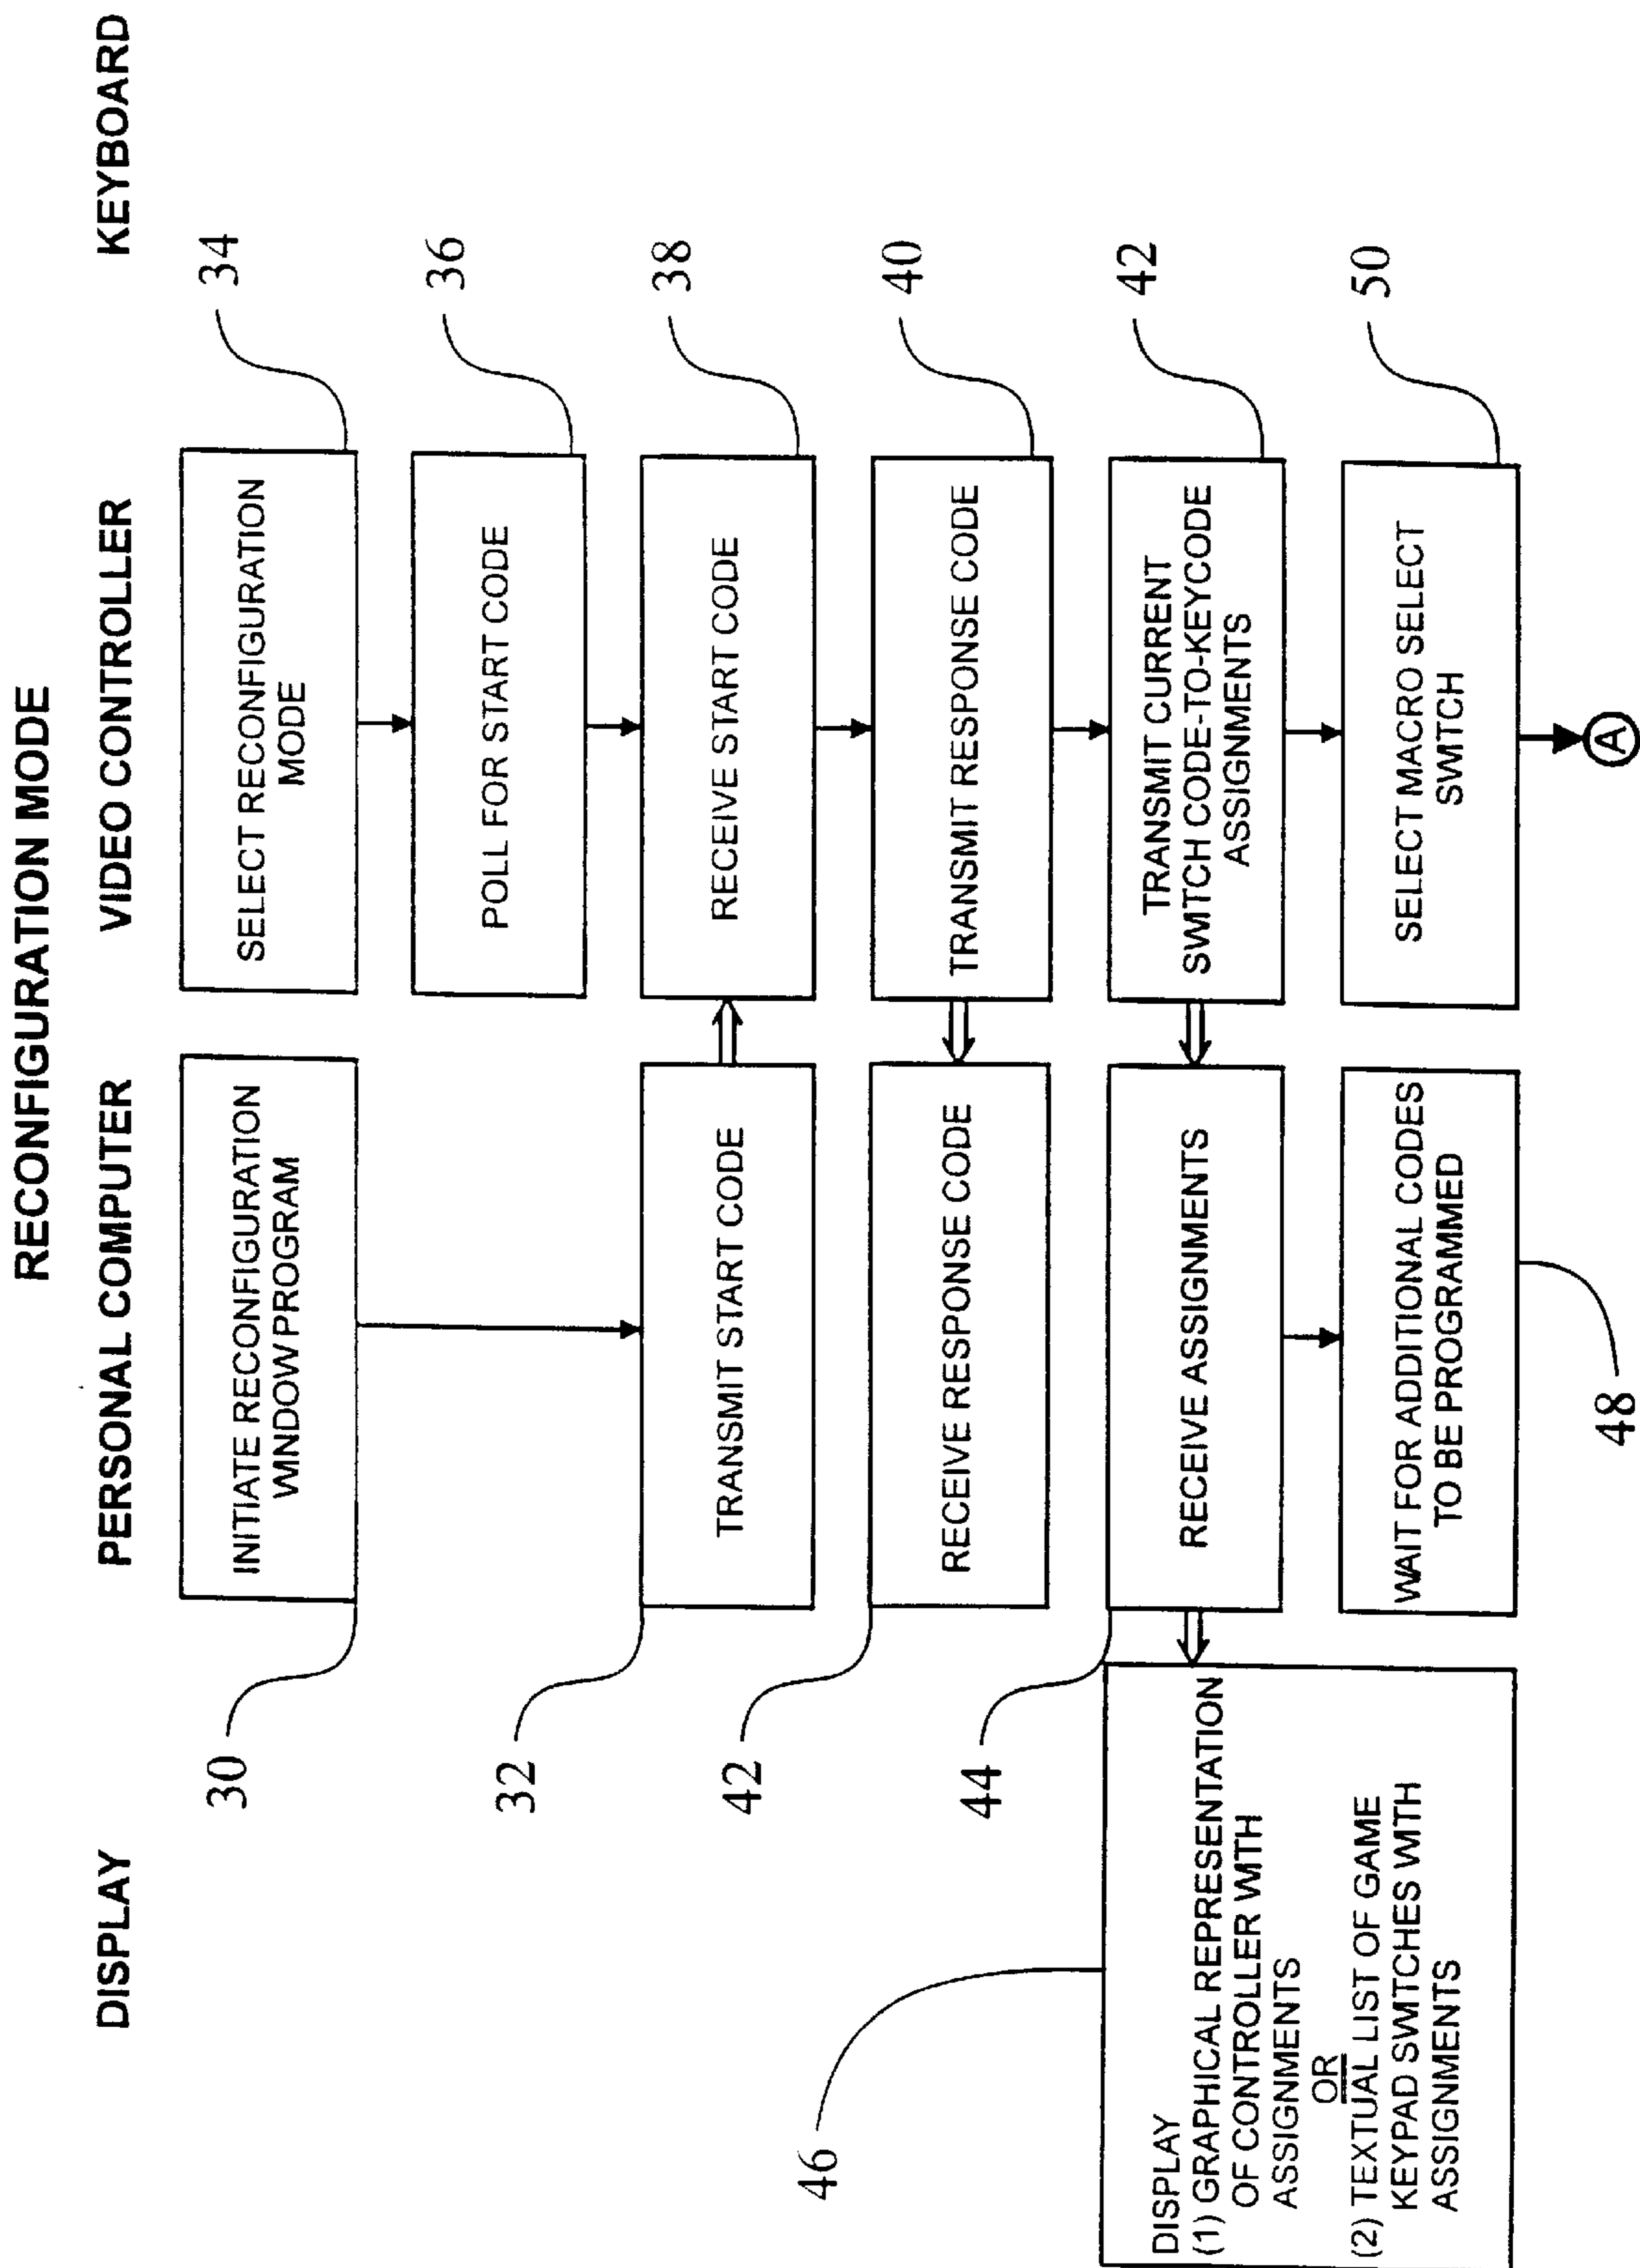 RECONFIGURATION MODE
DISPLAY
PERSONAL COMPUTER
VIDEO CONTROLLER
KEYBOARD
30
INITIATE RECONFIGURATION
WINDOW PROGRAM
SELECT RECONFIGURATION
MODE
34
POLL FOR START CODE
36
32
TRANSMIT START CODE
RECEIVE START CODE
38
42
RECEIVE RESPONSE CODE
TRANSMIT RESPONSE CODE
40
44
RECEIVE ASSIGNMENTS
TRANSMIT CURRENT
SWITCH CODE-TO-KEYCODE
ASSIGNMENTS
42
46
DISPLAY
(1) GRAPHICAL REPRESENTATION
OF CONTROLLER WITH
ASSIGNMENTS
OR
(2) TEXTUAL LIST OF GAME
KEYPAD SWITCHES WITH
ASSIGNMENTS
WAIT FOR ADDITIONAL CODES
TO BE PROGRAMMED
48
SELECT MACRO SELECT
SWITCH
50
A